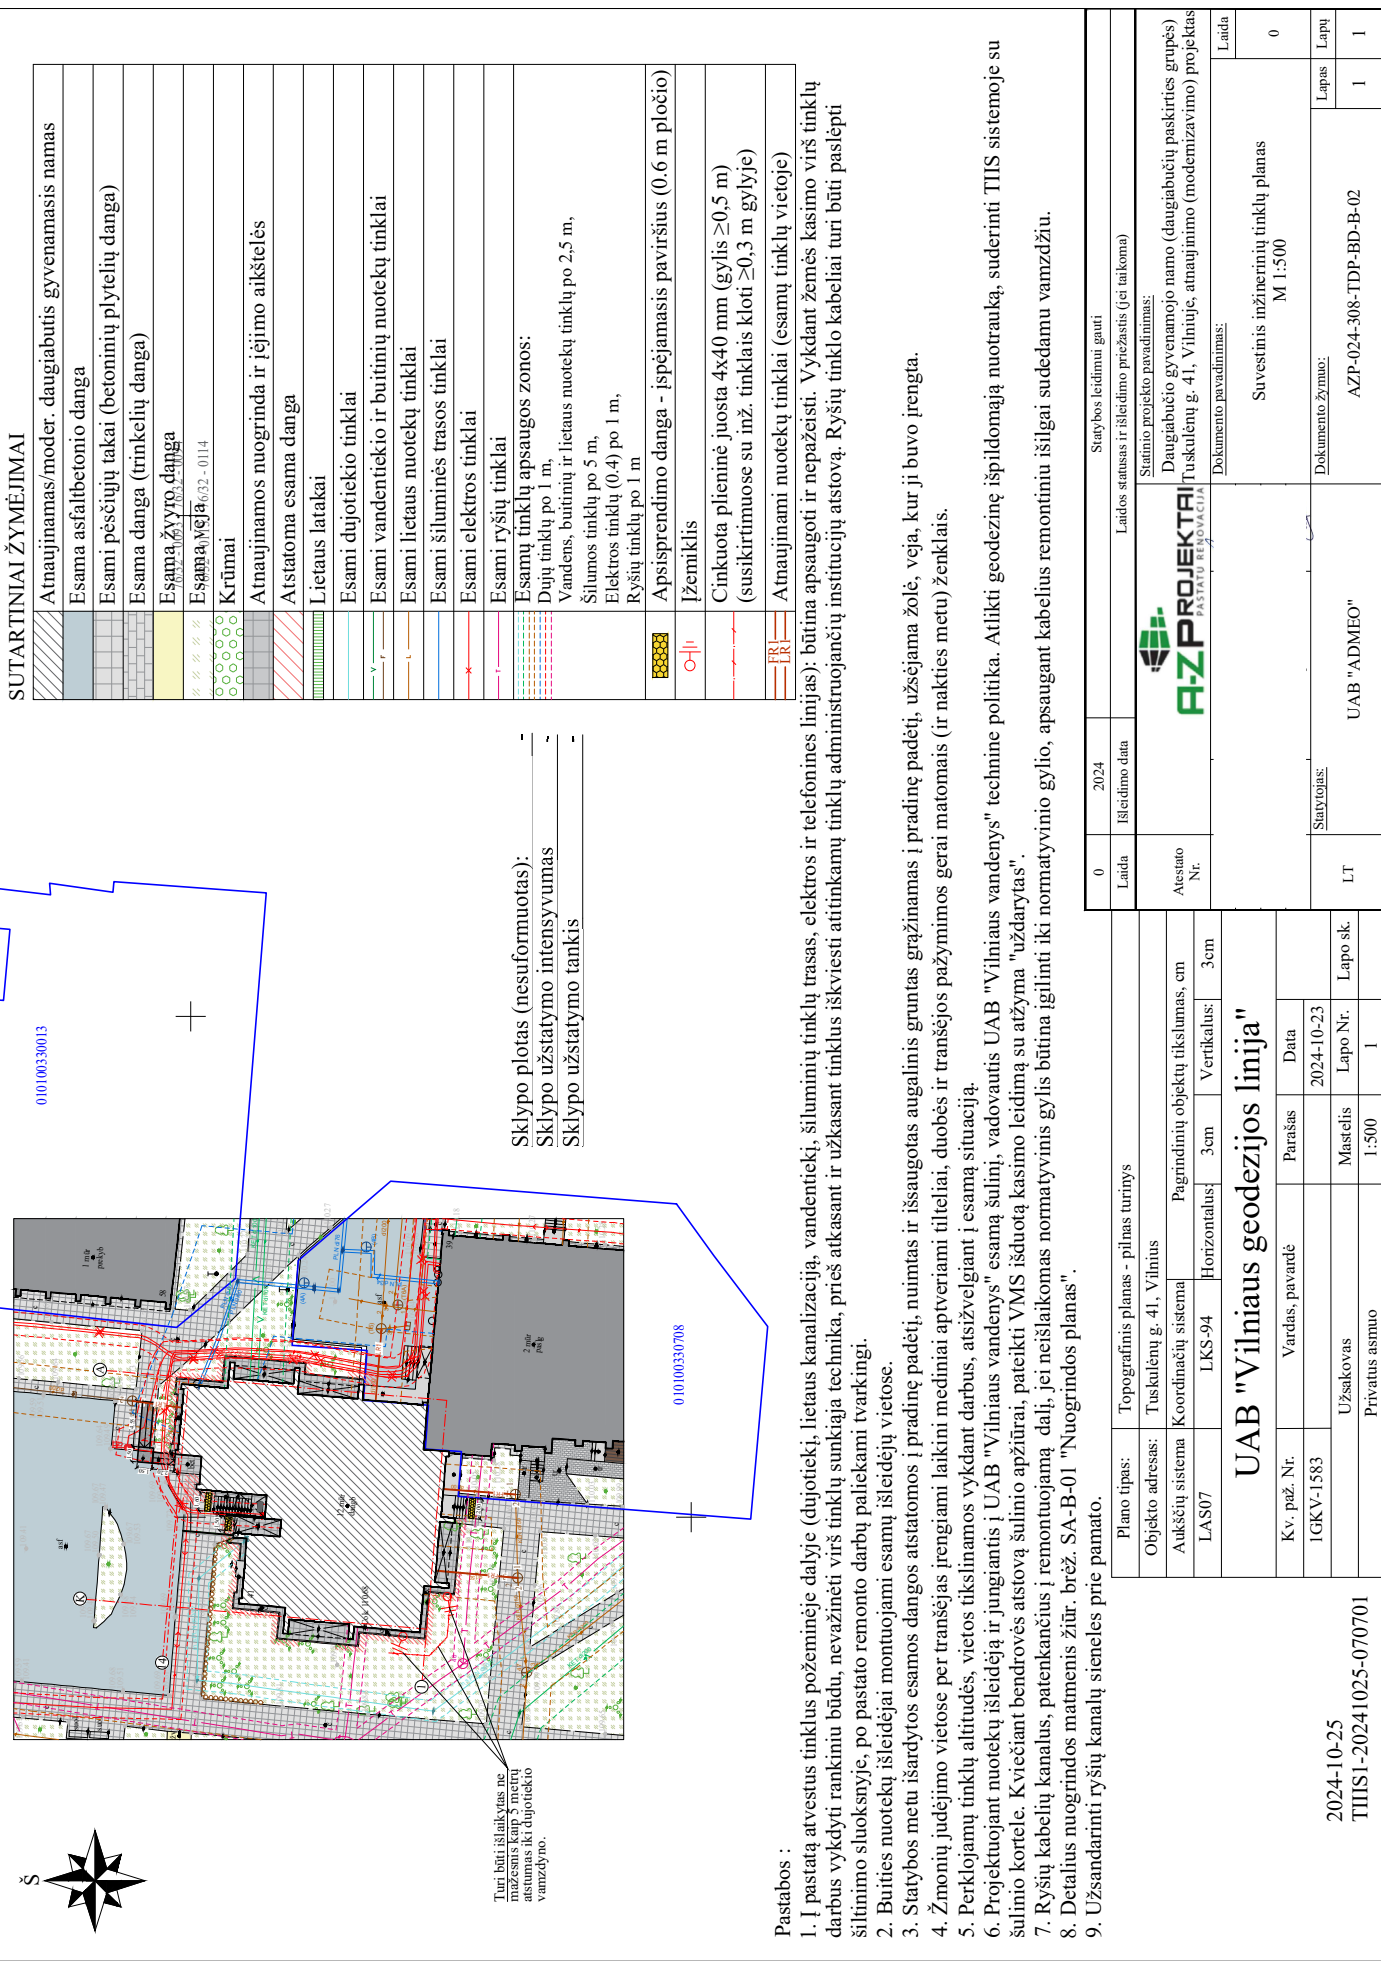 Š
010100330013
010100330708
Turi būti išlaikytas ne
mažesnis kaip 5 metrų
atstumas iki dujotiekio
vamzdyno.
Sklypo plotas (nesuformuotas): -
Sklypo užstatymo intensyvumas -
Sklypo užstatymo tankis -
SUTARTINIAI ŽYMĖJIMAI
Atnaujinamas/moder. daugiabutis gyvenamasis namas
Esama asfaltbetonio danga
Esami pėsčiųjų takai (betoninių plytelių danga)
Esama danga (trinkelių danga)
Esama žvyro danga
Esama veja
Krūmai
Atnaujinamos nuogrinda ir įėjimo aikštelės
Atstatoma esama danga
Lietaus latakai
Esami dujotiekio tinklai
Esami vandentiekio ir buitinių nuotekų tinklai
Esami lietaus nuotekų tinklai
Esami šiluminės trasos tinklai
Esami elektros tinklai
Esami ryšių tinklai
Esamų tinklų apsaugos zonos:
Dujų tinklų po 1 m,
Vandens, buitinių ir lietaus nuotekų tinklų po 2,5 m,
Šilumos tinklų po 5 m,
Elektros tinklų (0.4) po 1 m,
Ryšių tinklų po 1 m
Apsisprendimo danga - įspėjamasis paviršius (0.6 m pločio)
Įžemiklis
Cinkuota plieninė juosta 4x40 mm (gylis ≥0,5 m)
(susikirtimuose su inž. tinklais kloti ≥0,3 m gylyje)
FR1
LR1
Atnaujinami nuotekų tinklai (esamų tinklų vietoje)
Pastabos :
1. Į pastatą atvestus tinklus požeminėje dalyje (dujotiekį, lietaus kanalizaciją, vandentiekį, šiluminių tinklų trasas, elektros ir telefonines linijas): būtina apsaugoti ir nepažeisti. Vykdant žemės kasimo virš tinklų
darbus vykdyti rankiniu būdu, nevažinėti virš tinklų sunkiąja technika, prieš atkasant ir užkasant tinklus iškviesti atitinkamų tinklų administruojančių institucijų atstovą. Ryšių tinklo kabeliai turi būti paslėpti
šiltinimo sluoksnyje, po pastato remonto darbų paliekami tvarkingi.
2. Buities nuotekų išleidėjai montuojami esamų išleidėjų vietose.
3. Statybos metu išardytos esamos dangos atstatomos į pradinę padėtį, nuimtas ir išsaugotas augalinis gruntas grąžinamas į pradinę padėtį, užsėjama žolė, veja, kur ji buvo įrengta.
4. Žmonių judėjimo vietose per tranšėjas įrengiami laikini mediniai aptveriami tilteliai, duobės ir tranšėjos pažymimos gerai matomais (ir nakties metu) ženklais.
5. Perklojamų tinklų altitudės, vietos tikslinamos vykdant darbus, atsižvelgiant į esamą situaciją.
6. Projektuojant nuotekų išleidėją ir jungiantis į UAB "Vilniaus vandenys" esamą šulinį, vadovautis UAB "Vilniaus vandenys" technine politika. Atlikti geodezinę išpildomąją nuotrauką, suderinti TIIS sistemoje su
šulinio kortele. Kviečiant bendrovės atstovą šulinio apžiūrai, pateikti VMS išduotą kasimo leidimą su atžyma "uždarytas".
7. Ryšių kabelių kanalus, patenkančius į remontuojamą dalį, jei neišlaikomas normatyvinis gylis būtina įgilinti iki normatyvinio gylio, apsaugant kabelius remontiniu išilgai sudedamu vamzdžiu.
8. Detalius nuogrindos matmenis žiūr. brėž. SA-B-01 "Nuogrindos planas".
9. Užsandarinti ryšių kanalų sieneles prie pamato.
2024-10-25
TIIIS1-20241025-070701
Plano tipas: Topografinis planas - pilnas turinys
Objekto adresas: Tuskulėnų g. 41, Vilnius
Aukščių sistema Koordinačių sistema Pagrindinių objektų tikslumas, cm
LAS07 LKS-94 Horizontalus: 3cm Vertikalus: 3cm
UAB "Vilniaus geodezijos linija"
Kv. paž. Nr. Vardas, pavardė Parašas Data
1GKV-1583 2024-10-23
Užsakovas Mastelis Lapo Nr. Lapo sk.
Privatus asmuo 1:500 1
0 2024 Statybos leidimui gauti
Laida Išleidimo data Laidos statusas ir išleidimo priežastis (jei taikoma)
Atestato
Nr.
A-Z PROJEKTAI
PASTATŲ RENOVACIJA
Statinio projekto pavadinimas:
Daugiabučio gyvenamojo namo (daugiabučių paskirties grupės)
Tuskulėnų g. 41, Vilniuje, atnaujinimo (modernizavimo) projektas
Dokumento pavadinimas:
Laida
Suvestinis inžinerinių tinklų planas
M 1:500
0
LT
Statytojas:
UAB "ADMEO"
Dokumento žymuo:
AZP-024-308-TDP-BD-B-02
Lapas Lapų
1 1